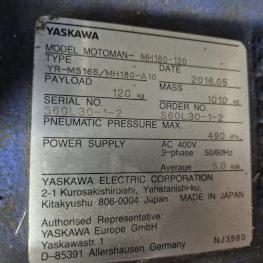 YASKAWA
MODEL MOTOMAN- MH180-120
TYPE
YR-MS165/MH180-A10
DATE
2016.05
PAYLOAD
120 kg
MASS
1010 kg
SERIAL NO.
S60L30-1-2
ORDER NO.
S60L30-1-2
PNEUMATIC PRESSURE MAX.
490 kPa
POWER SUPPLY
AC 400V
3-phase 50/60Hz
Average 5.0 kVA
YASKAWA ELECTRIC CORPORATION
2-1 Kurosakishiroishi, Yahatanishi-ku,
Kitakyushu 806-0004 Japan MADE IN JAPAN
Authorised Representative:
YASKAWA Europe GmbH
Yaskawastr. 1
D-85391 Allershausen Germany
NJ3880